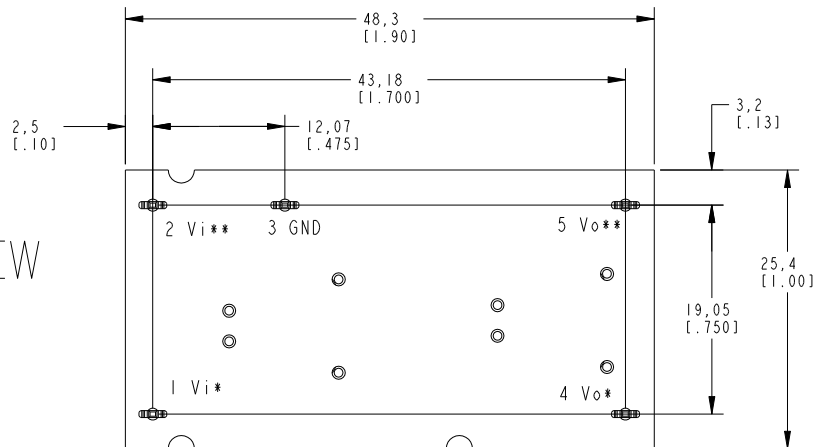 48,3
[1.90]
43,18
[1.700]
2,5
[.10]
12,07
[.475]
3,2
[.13]
2 Vi**
3 GND
5 Vo**
25,4
[1.00]
19,05
[.750]
1 Vi*
4 Vo*